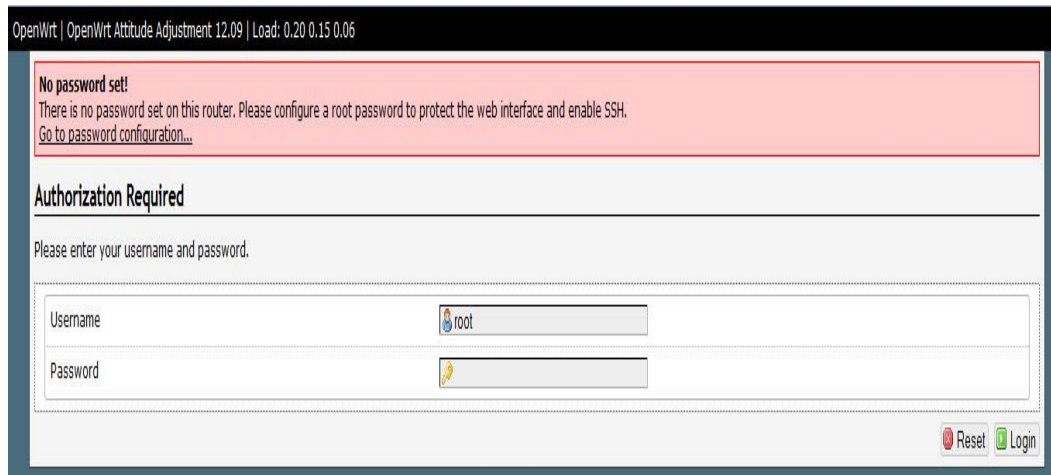 OpenWrt | OpenWrt Attitude Adjustment 12.09 | Load: 0.20 0.15 0.06
No password set!
There is no password set on this router. Please configure a root password to protect the web interface and enable SSH.
Go to password configuration...
Authorization Required
Please enter your username and password.
Username root
Password
Reset Login